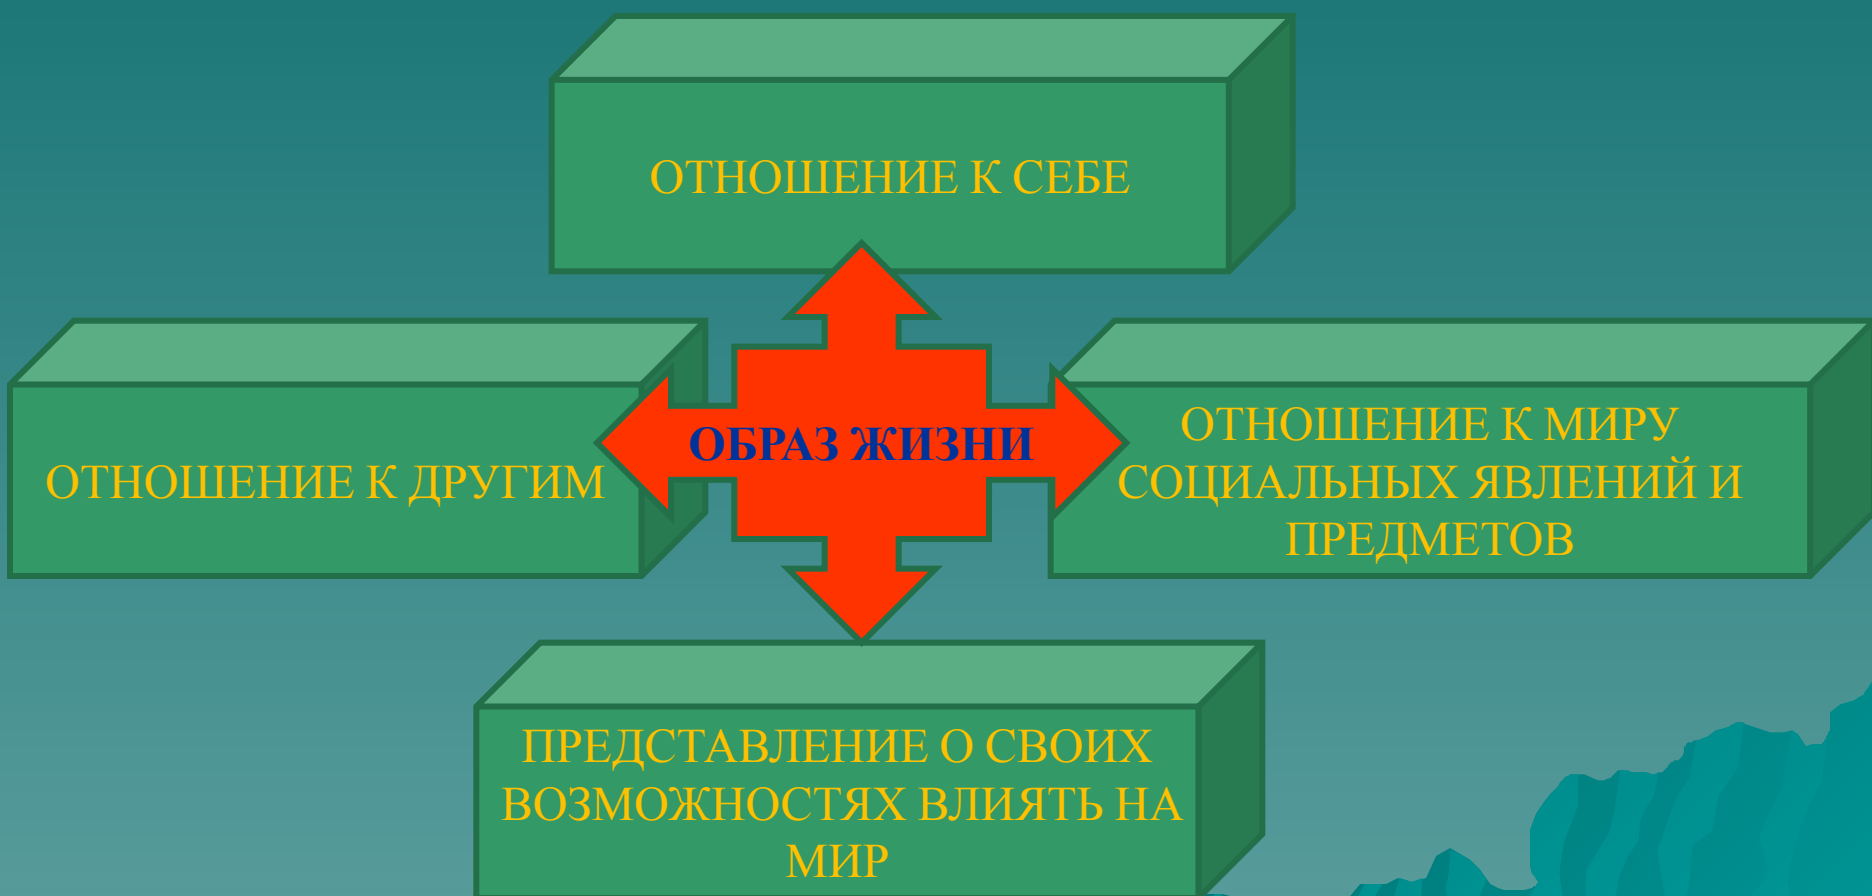 ОТНОШЕНИЕ К СЕБЕ
ОТНОШЕНИЕ К ДРУГИМ
ОБРАЗ ЖИЗНИ
ОТНОШЕНИЕ К МИРУ
СОЦИАЛЬНЫХ ЯВЛЕНИЙ И
ПРЕДМЕТОВ
ПРЕДСТАВЛЕНИЕ О СВОИХ
ВОЗМОЖНОСТЯХ ВЛИЯТЬ НА
МИР